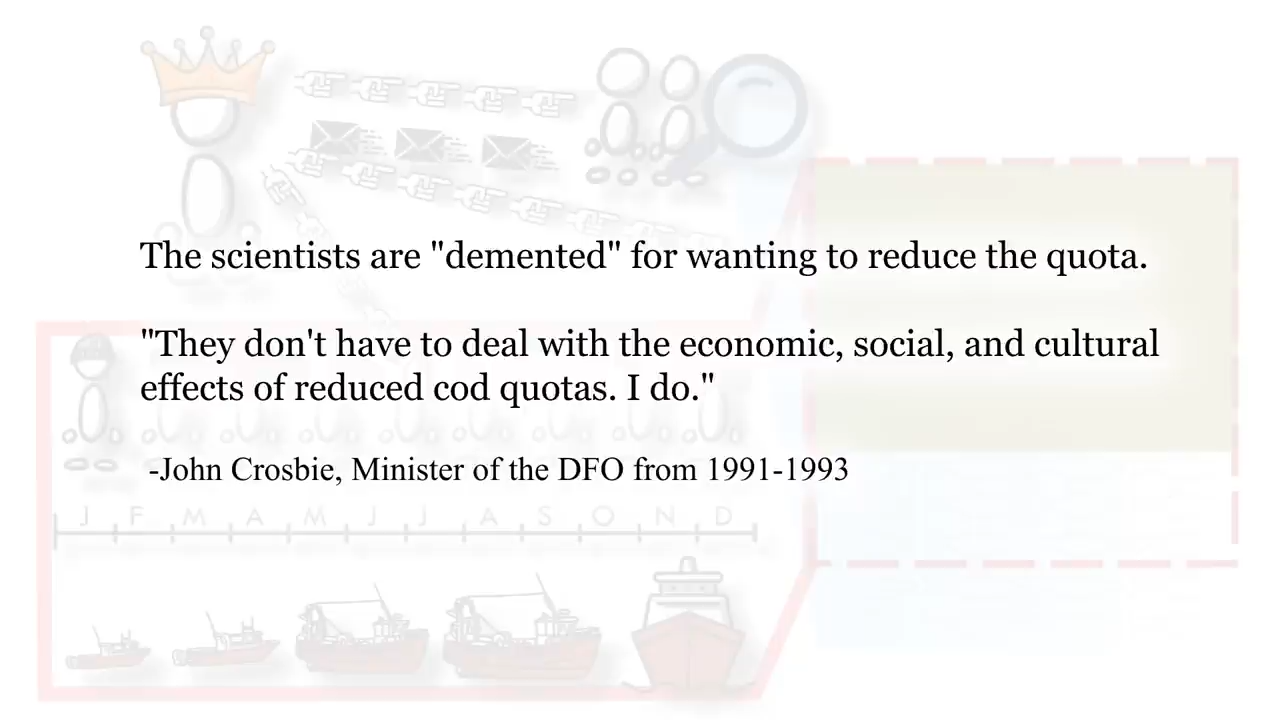 The scientists are "demented" for wanting to reduce the quota.
"They don't have to deal with the economic, social, and cultural
effects of reduced cod quotas. I do."
-John Crosbie, Minister of the DFO from 1991-1993
J F M A M J J A S O N D